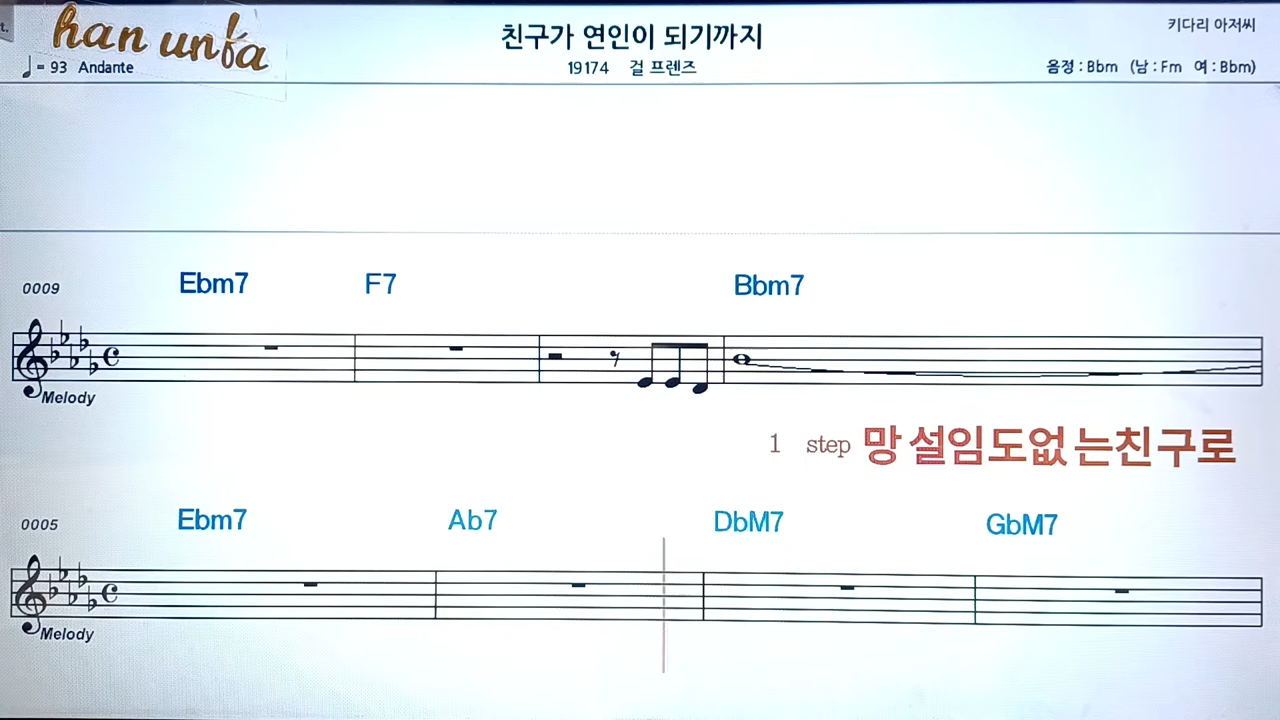 t.
han unfa
친구가 연인이 되기까지
키다리 아저씨
♩ = 93 Andante
19174 걸 프렌즈
음정 : Bbm (남 : Fm 여 : Bbm)
0009 Ebm7 F7 Bbm7
Melody
1 step 망설임도없는친구로
0005 Ebm7 Ab7 DbM7 GbM7
Melody